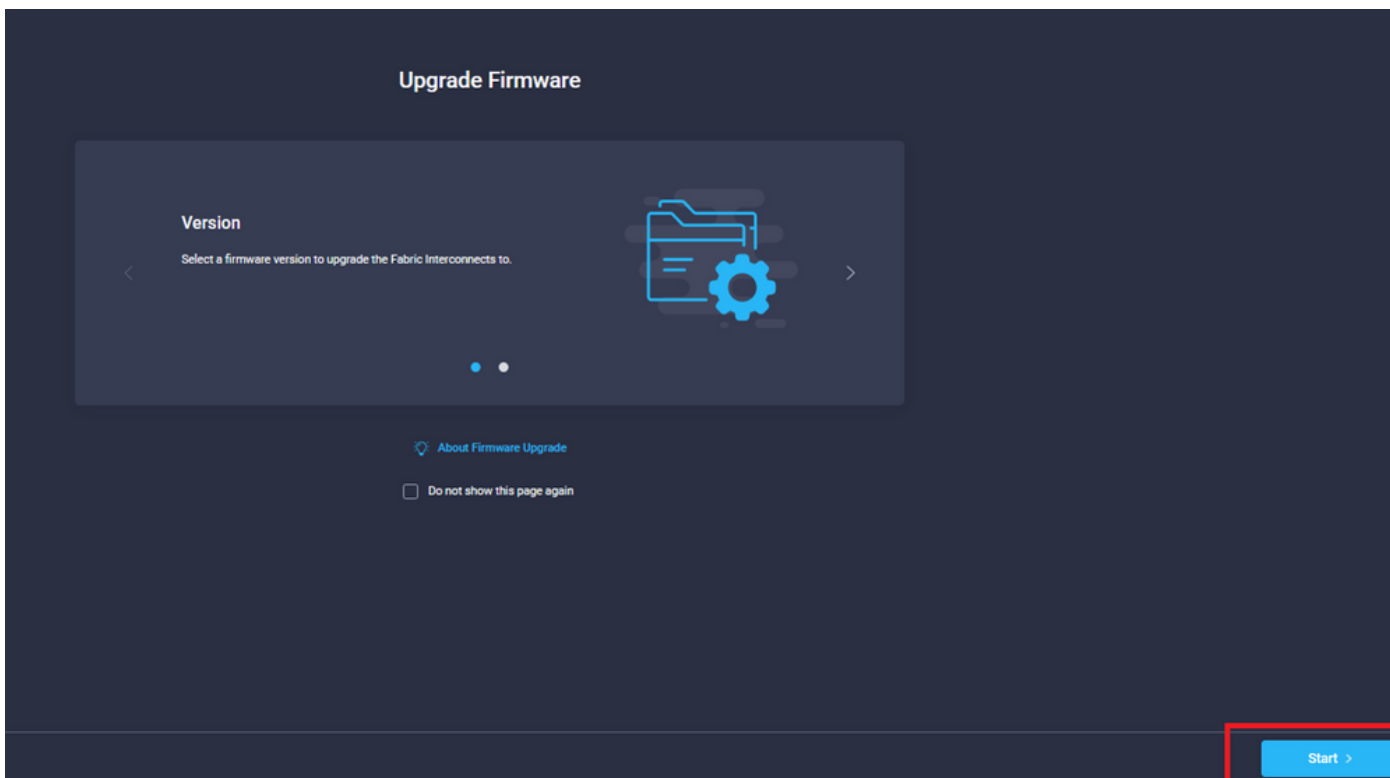 Upgrade Firmware
Version
Select a firmware version to upgrade the Fabric Interconnects to.
About Firmware Upgrade
Do not show this page again
Start